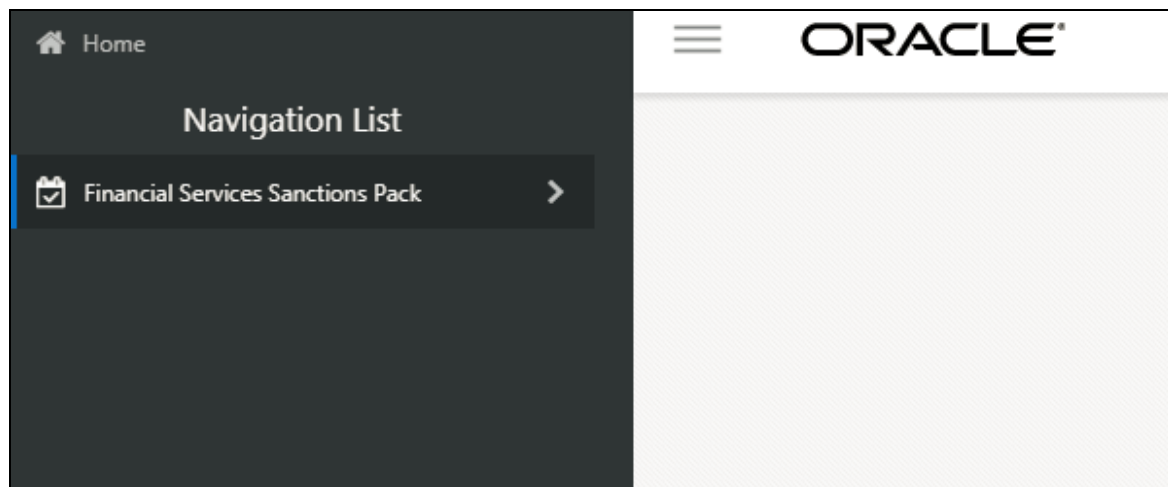 Home
ORACLE®
Navigation List
Financial Services Sanctions Pack